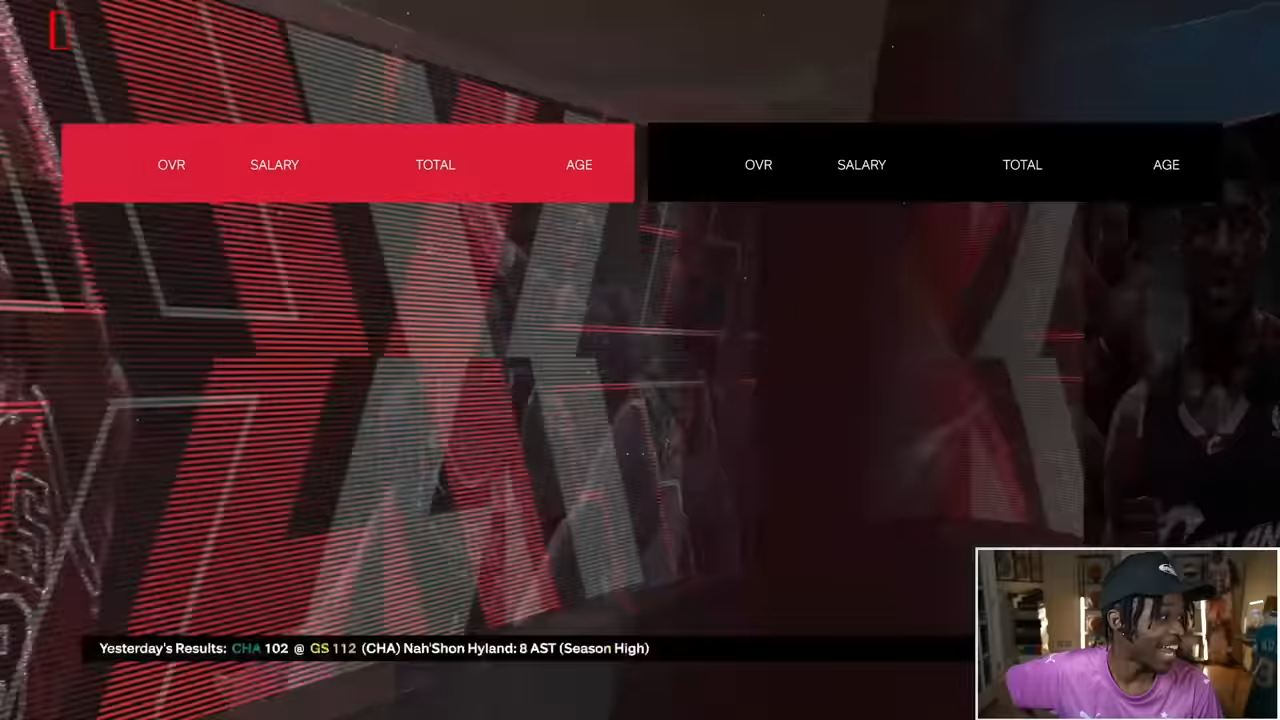 OVR SALARY TOTAL AGE
OVR SALARY TOTAL AGE
Yesterday's Results: CHA 102 @ GS 112 (CHA) Nah'Shon Hyland: 8 AST (Season High)